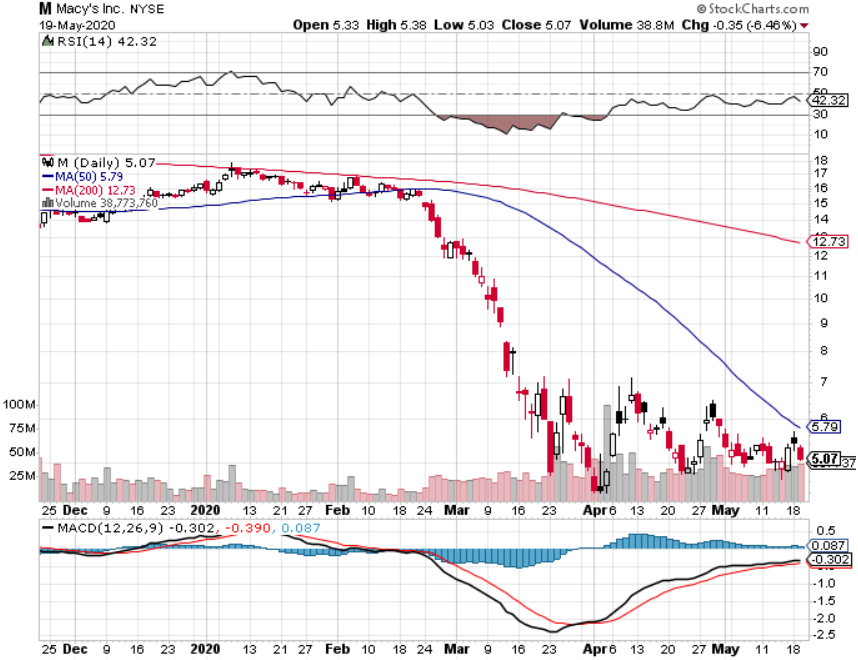 M Macy's Inc. NYSE © StockCharts.com
19-May-2020 Open 5.33 High 5.38 Low 5.03 Close 5.07 Volume 38.8M Chg -0.35 (-6.46%)
RSI(14) 42.32
90
70
50
42.32
30
10
M (Daily) 5.07
MA(50) 5.79
MA(200) 12.73
Volume 38,773,760
18
17
16
15
14
13
12.73
12
11
10
9
8
7
6
5.79
5.07
100M
75M
50M
25M
25 Dec 9 16 23 2020 13 21 27 Feb 10 18 24 Mar 9 16 23 Apr 6 13 20 27 May 11 18
MACD(12,26,9) -0.302, -0.390, 0.087
0.5
0.087
-0.302
-1.0
-1.5
-2.0
-2.5
25 Dec 9 16 23 2020 13 21 27 Feb 10 18 24 Mar 9 16 23 Apr 6 13 20 27 May 11 18